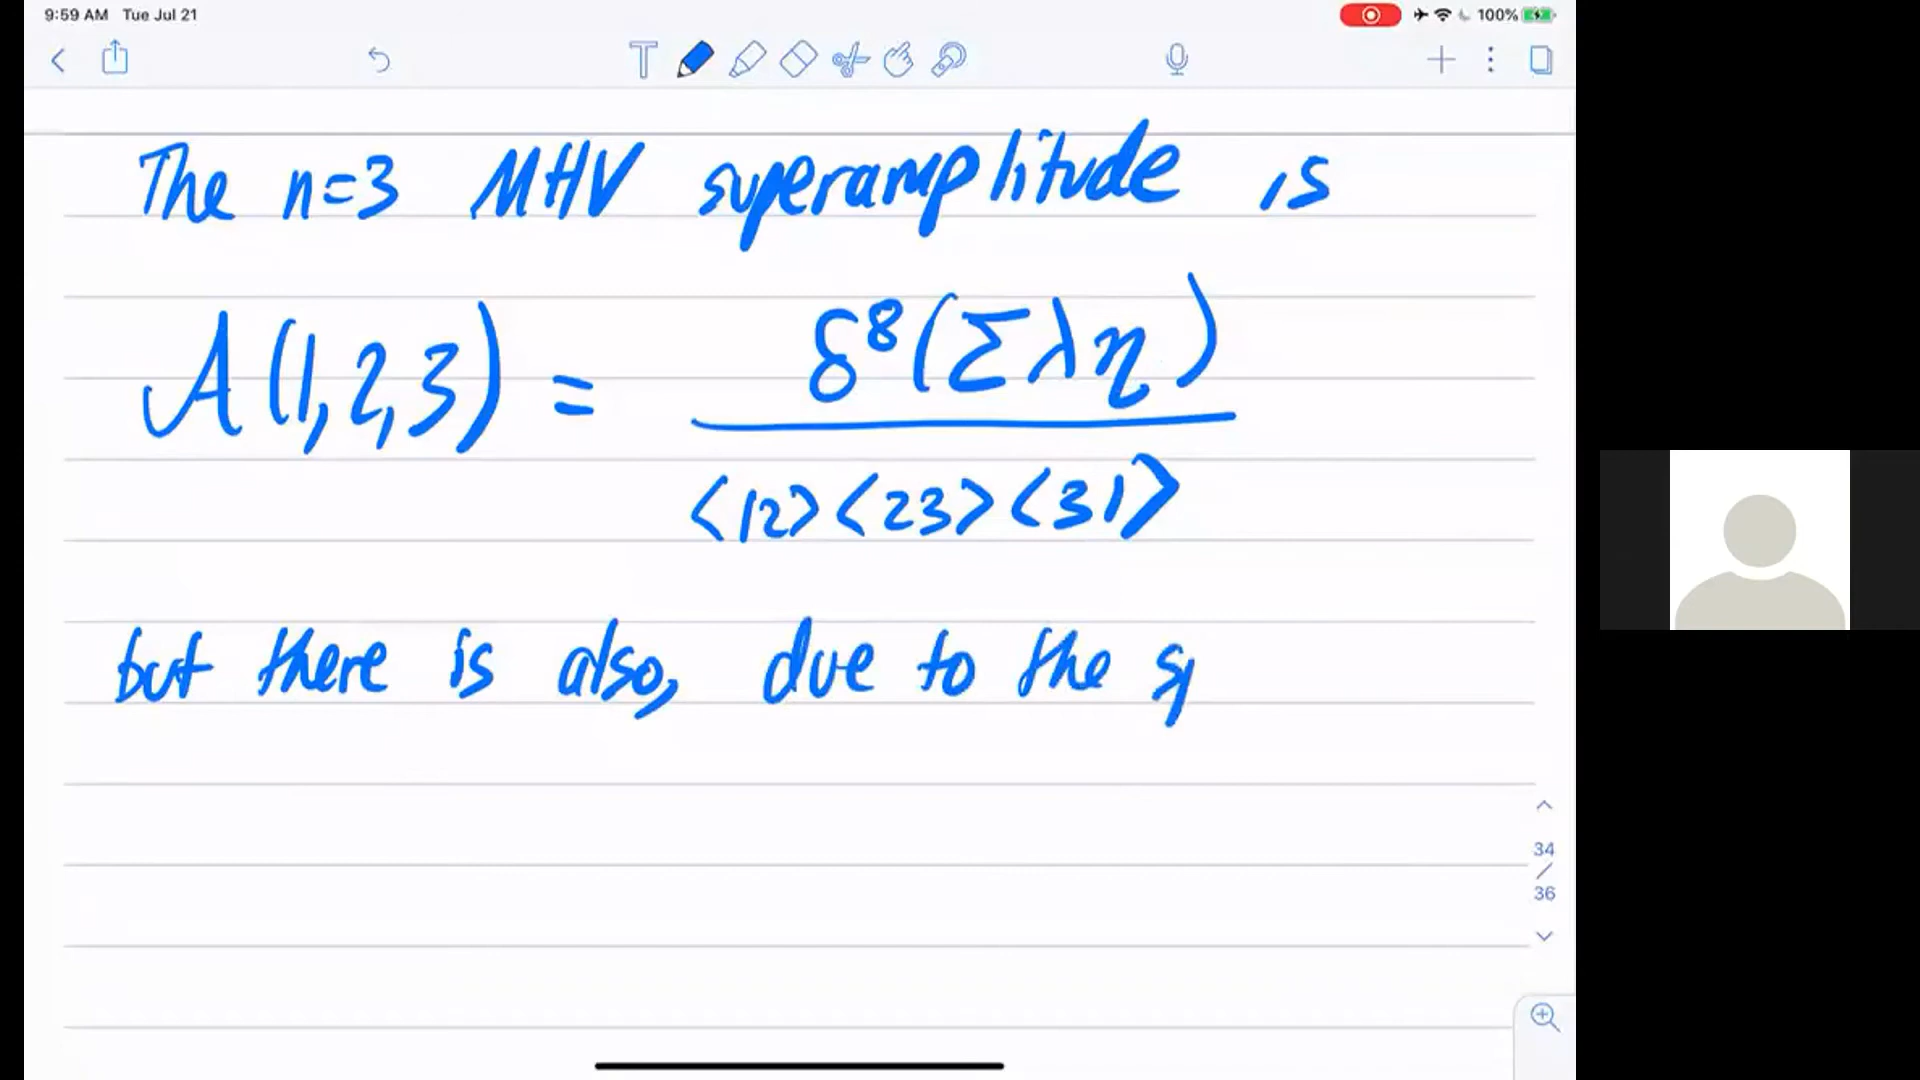 9:59 AM Tue Jul 21
100%
T
The n=3 MHV superamplitude is
𝒜(1,2,3) = δ⁸(Σλη)
⟨12⟩⟨23⟩⟨31⟩
but there is also, due to the sp
34
36